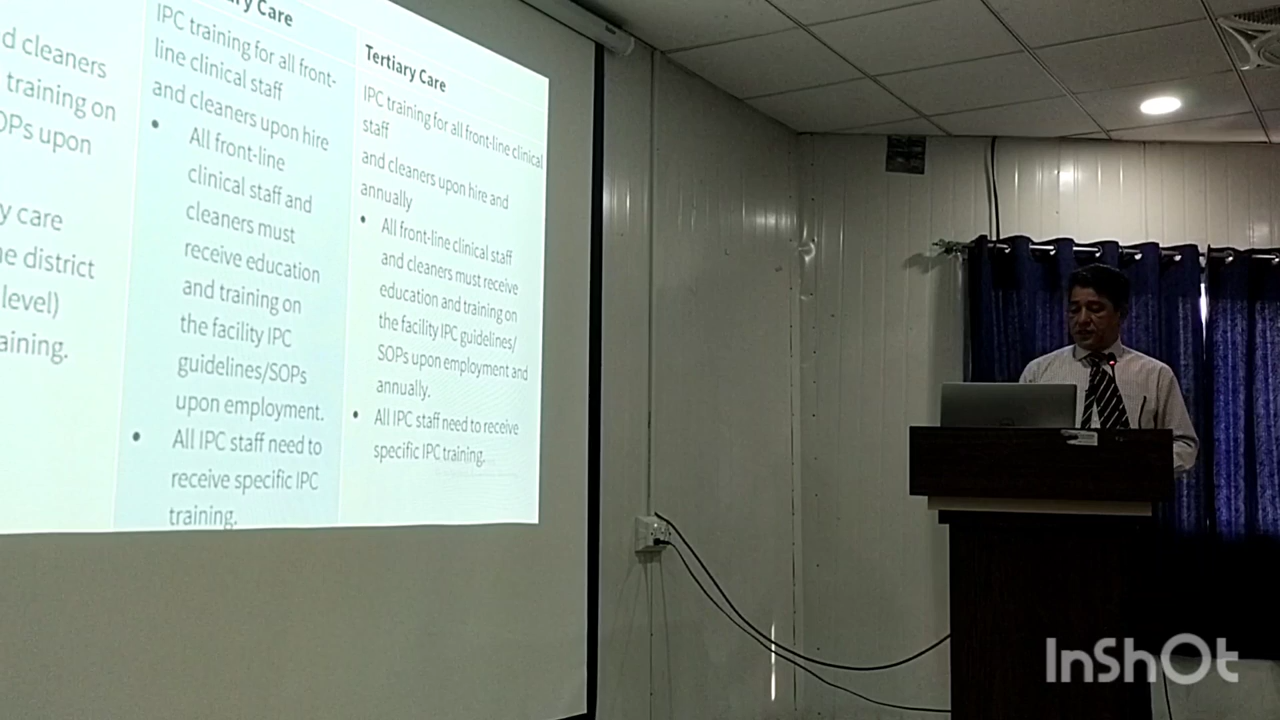 d cleaners
training on
OPs upon
y care
e district
level)
aining.
ry Care
IPC training for all front-
line clinical staff
and cleaners upon hire
• All front-line
clinical staff and
cleaners must
receive education
and training on
the facility IPC
guidelines/SOPs
upon employment.
• All IPC staff need to
receive specific IPC
training.
Tertiary Care
IPC training for all front-line clinical
staff
and cleaners upon hire and
annually
• All front-line clinical staff
and cleaners must receive
education and training on
the facility IPC guidelines/
SOPs upon employment and
annually.
• All IPC staff need to receive
specific IPC training.
InShOt